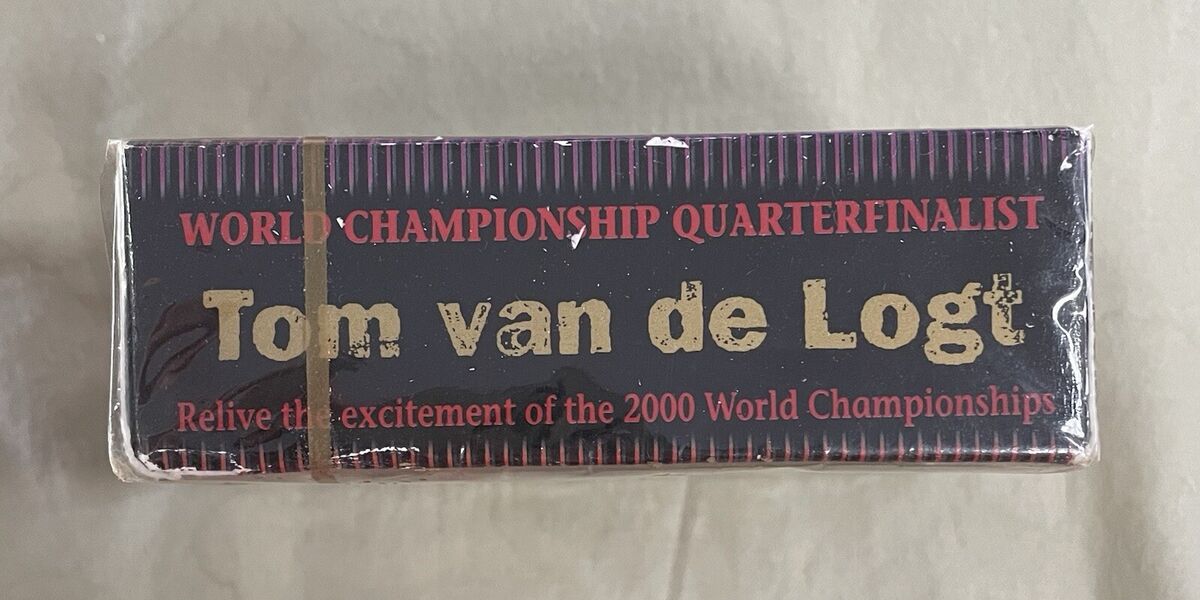 WORLD CHAMPIONSHIP QUARTERFINALIST
Tom van de Logt
Relive the excitement of the 2000 World Championships